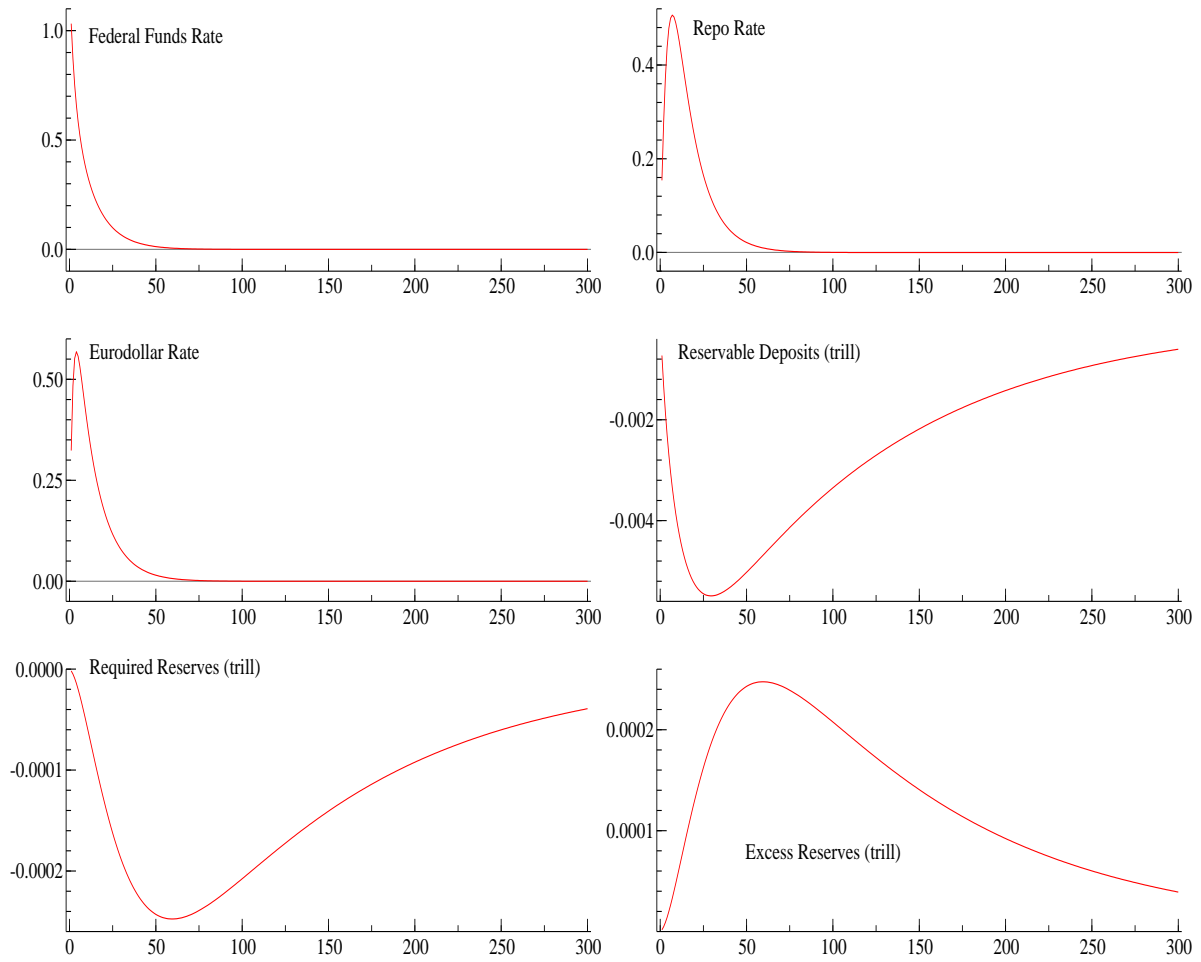 Federal Funds Rate
1.0
0.5
0.0
0 50 100 150 200 250 300
Repo Rate
0.4
0.2
0.0
0 50 100 150 200 250 300
Eurodollar Rate
0.50
0.25
0.00
0 50 100 150 200 250 300
Reservable Deposits (trill)
-0.002
-0.004
0 50 100 150 200 250 300
Required Reserves (trill)
0.0000
-0.0001
-0.0002
0 50 100 150 200 250 300
0.0002
0.0001
Excess Reserves (trill)
0 50 100 150 200 250 300